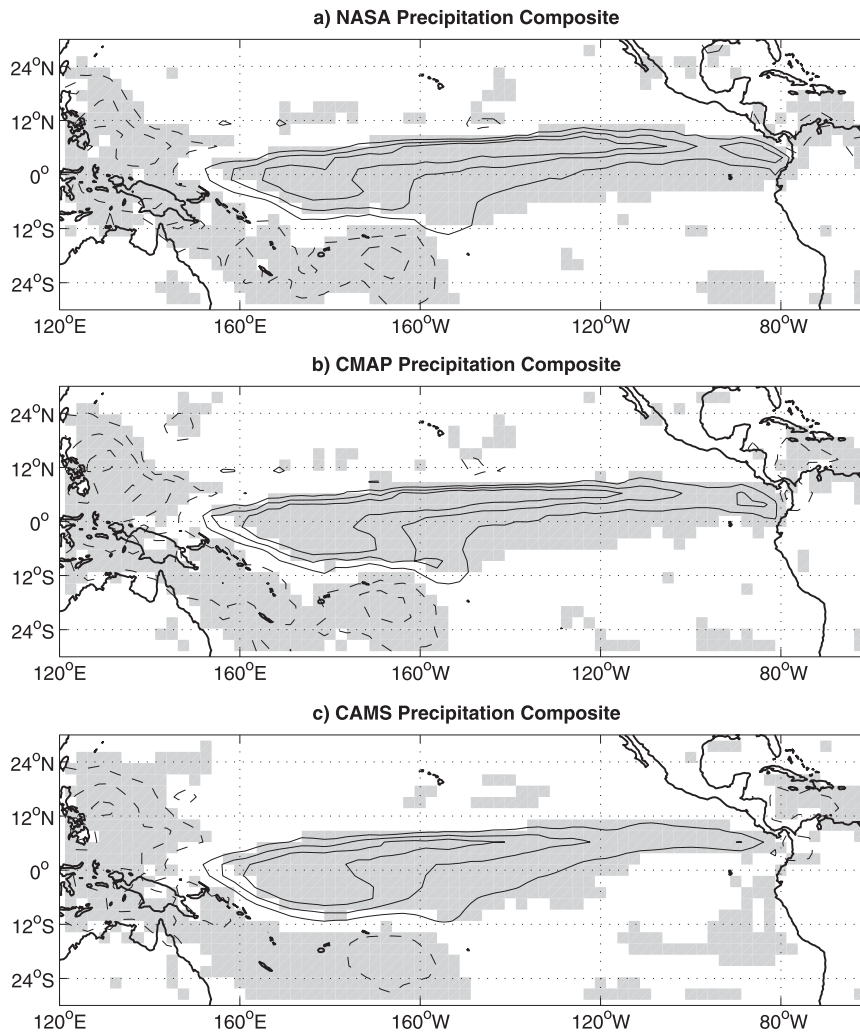 a) NASA Precipitation Composite
24°N
12°N
0°
12°S
24°S
120°E 160°E 160°W 120°W 80°W
b) CMAP Precipitation Composite
24°N
12°N
0°
12°S
24°S
120°E 160°E 160°W 120°W 80°W
c) CAMS Precipitation Composite
24°N
12°N
0°
12°S
24°S
120°E 160°E 160°W 120°W 80°W